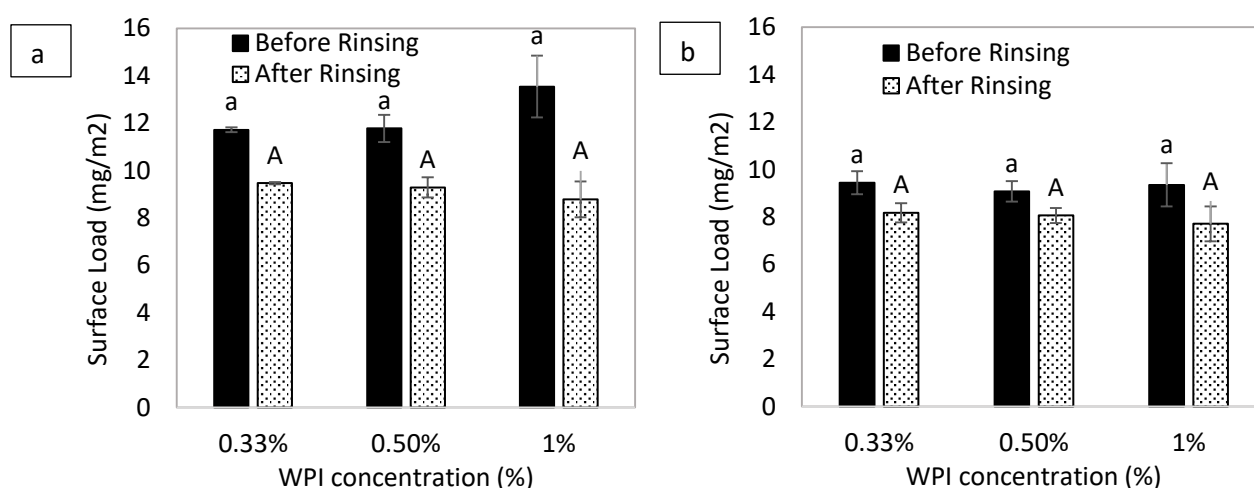 a
Before Rinsing
After Rinsing
Surface Load (mg/m2)
16
14
12
10
8
6
4
2
0
a
A
a
A
a
A
0.33%
0.50%
1%
WPI concentration (%)
b
Before Rinsing
After Rinsing
Surface Load (mg/m2)
16
14
12
10
8
6
4
2
0
a
A
a
A
a
A
0.33%
0.50%
1%
WPI concentration (%)